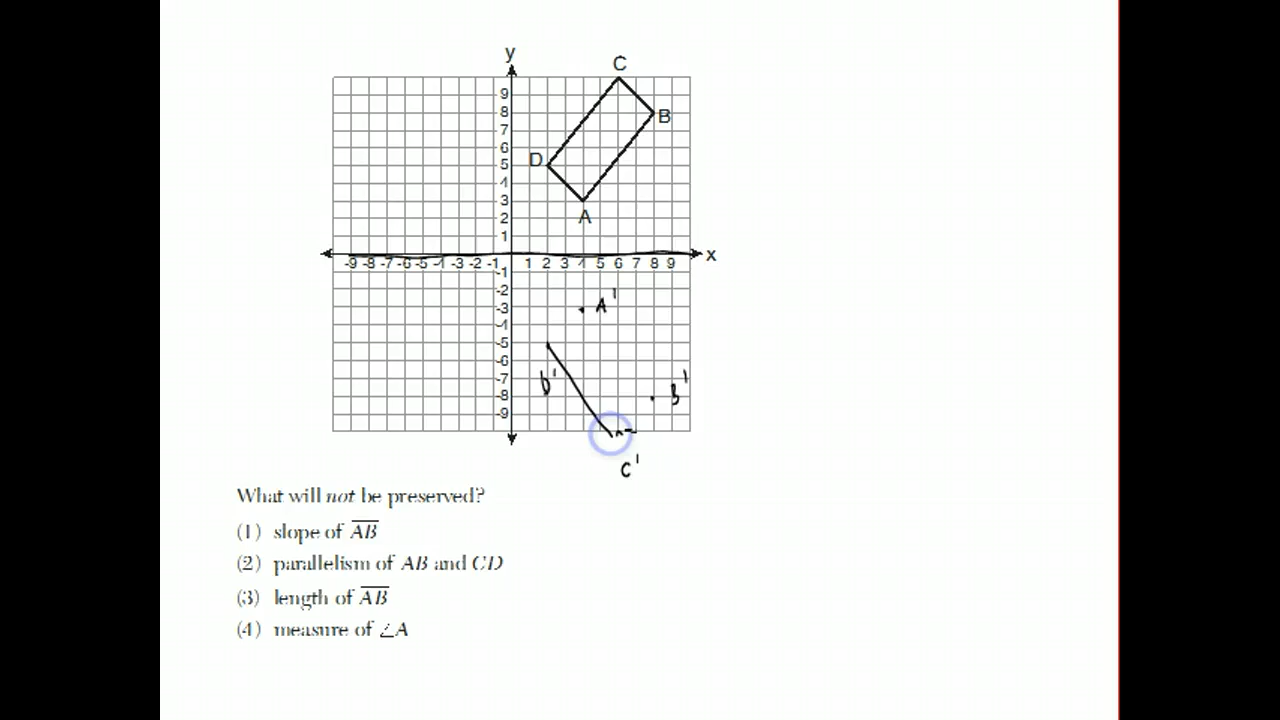 y
C
9
8
B
7
6
D
5
4
3
A
2
1
x
-9 -8 -7 -6 -5 -4 -3 -2 -1 1 2 3 4 5 6 7 8 9
-1
-2
-3
A'
-4
-5
-6
-7
D'
-8
B'
-9
C'
What will not be preserved?
(1) slope of AB
(2) parallelism of AB and CD
(3) length of AB
(4) measure of ∠A